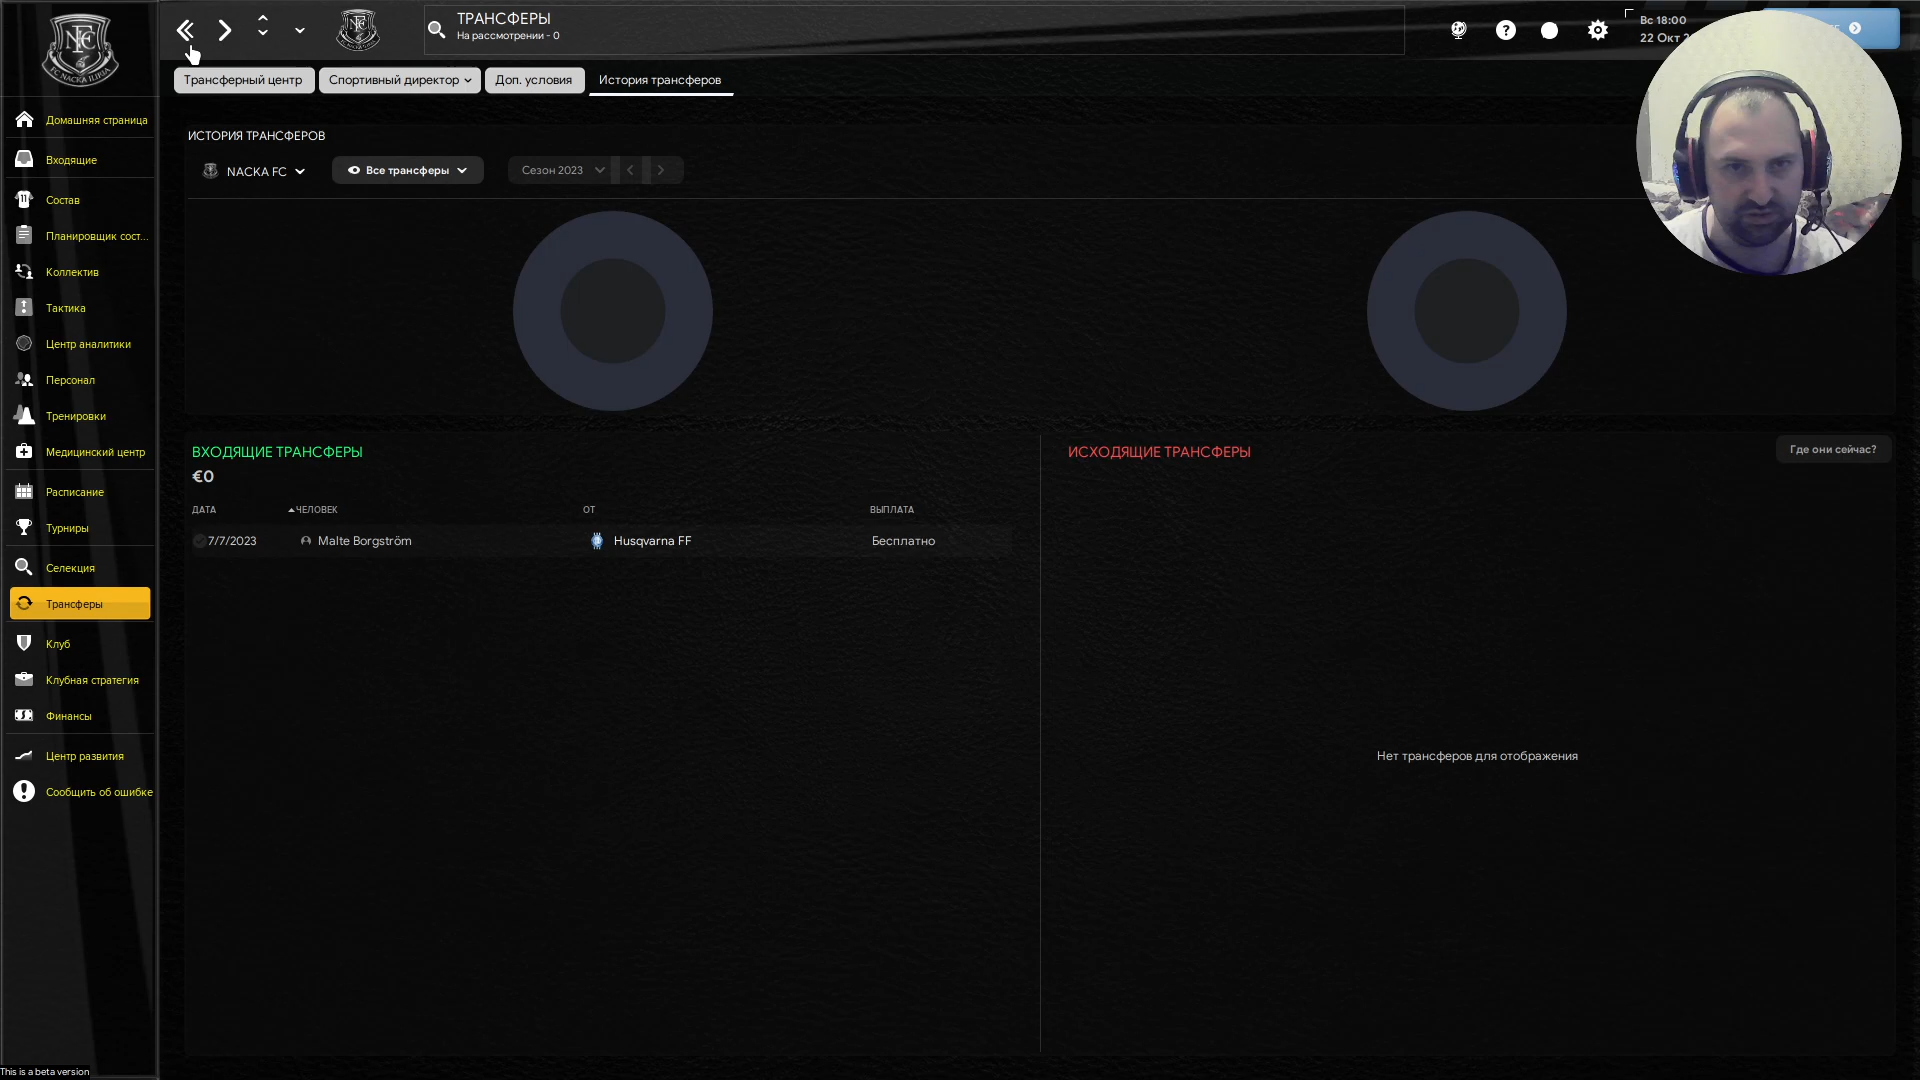 ТРАНСФЕРЫ
На рассмотрении - 0
Вс 18:00
22 Окт
Трансферный центр
Спортивный директор
Доп. условия
История трансферов
FC NACKA ILIRIA
Домашняя страница
Входящие
Состав
Планировщик сост...
Коллектив
Тактика
Центр аналитики
Персонал
Тренировки
Медицинский центр
Расписание
Турниры
Селекция
Трансферы
Клуб
Клубная стратегия
Финансы
Центр развития
Сообщить об ошибке
This is a beta version
ИСТОРИЯ ТРАНСФЕРОВ
NACKA FC
Все трансферы
Сезон 2023
ВХОДЯЩИЕ ТРАНСФЕРЫ
€0
ДАТА ЧЕЛОВЕК ОТ ВЫПЛАТА
7/7/2023 Malte Borgström Husqvarna FF Бесплатно
ИСХОДЯЩИЕ ТРАНСФЕРЫ
Где они сейчас?
Нет трансферов для отображения